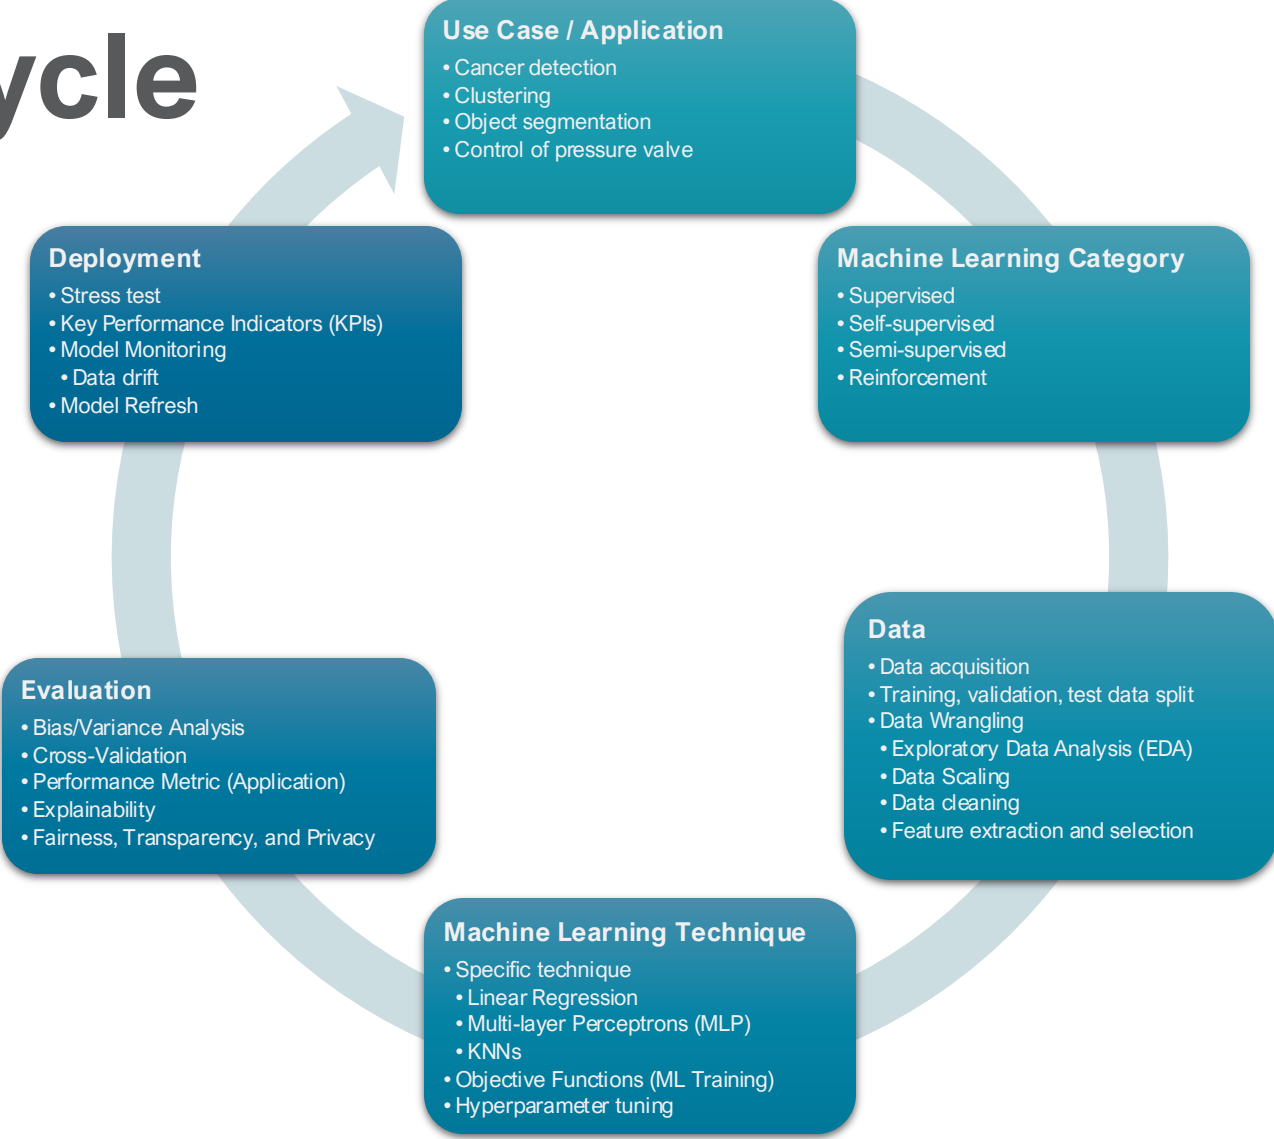 ycle
Use Case / Application
• Cancer detection
• Clustering
• Object segmentation
• Control of pressure valve
Machine Learning Category
• Supervised
• Self-supervised
• Semi-supervised
• Reinforcement
Data
• Data acquisition
• Training, validation, test data split
• Data Wrangling
• Exploratory Data Analysis (EDA)
• Data Scaling
• Data cleaning
• Feature extraction and selection
Machine Learning Technique
• Specific technique
• Linear Regression
• Multi-layer Perceptrons (MLP)
• KNNs
• Objective Functions (ML Training)
• Hyperparameter tuning
Evaluation
• Bias/Variance Analysis
• Cross-Validation
• Performance Metric (Application)
• Explainability
• Fairness, Transparency, and Privacy
Deployment
• Stress test
• Key Performance Indicators (KPIs)
• Model Monitoring
• Data drift
• Model Refresh